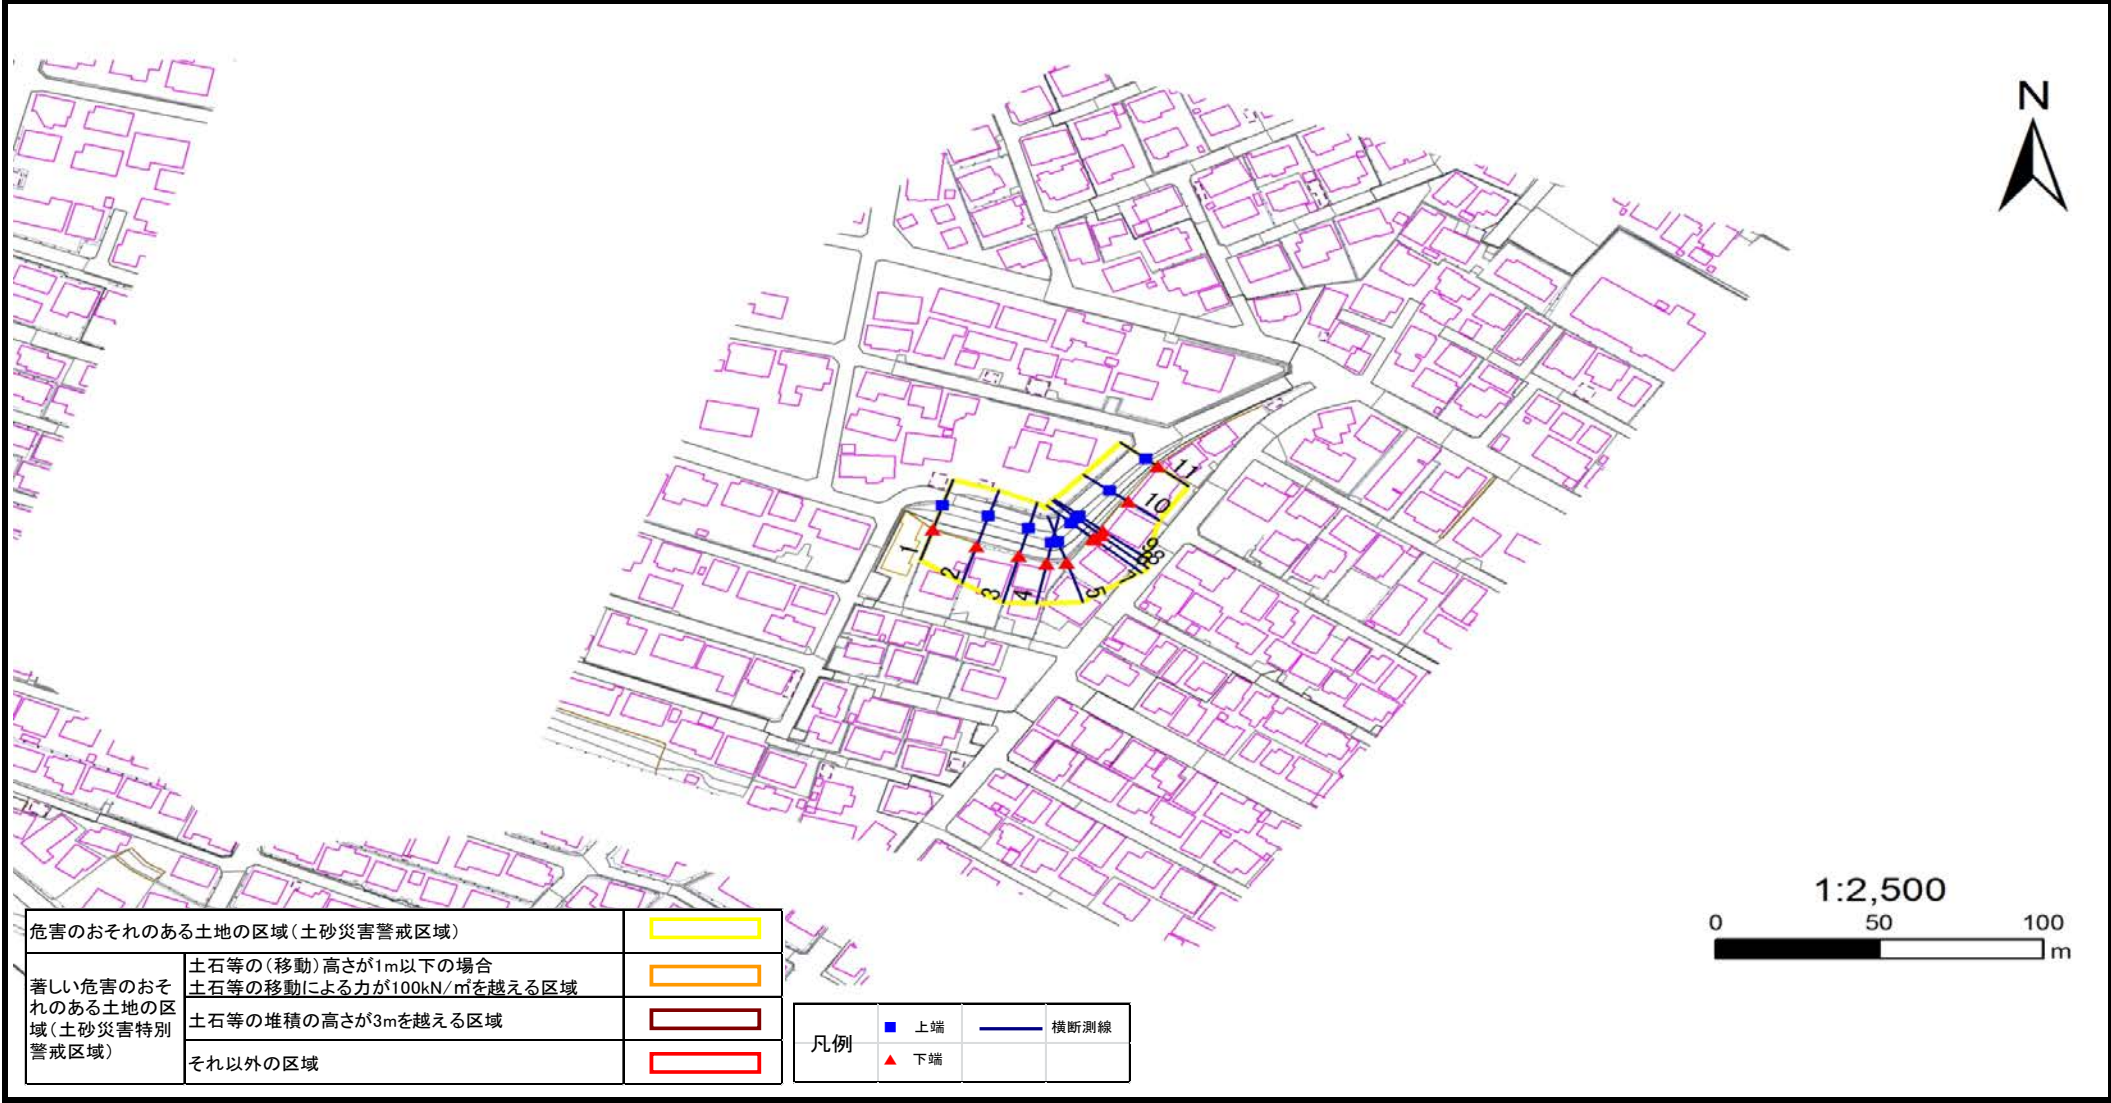 N
11
10
9
8
1
2
3
4
5
7
1:2,500
0 50 100
m
危害のおそれのある土地の区域(土砂災害警戒区域)
著しい危害のおそ
れのある土地の区
域(土砂災害特別
警戒区域)
土石等の(移動)高さが1m以下の場合
土石等の移動による力が100kN/㎡を越える区域
土石等の堆積の高さが3mを越える区域
それ以外の区域
凡例
上端
横断測線
下端